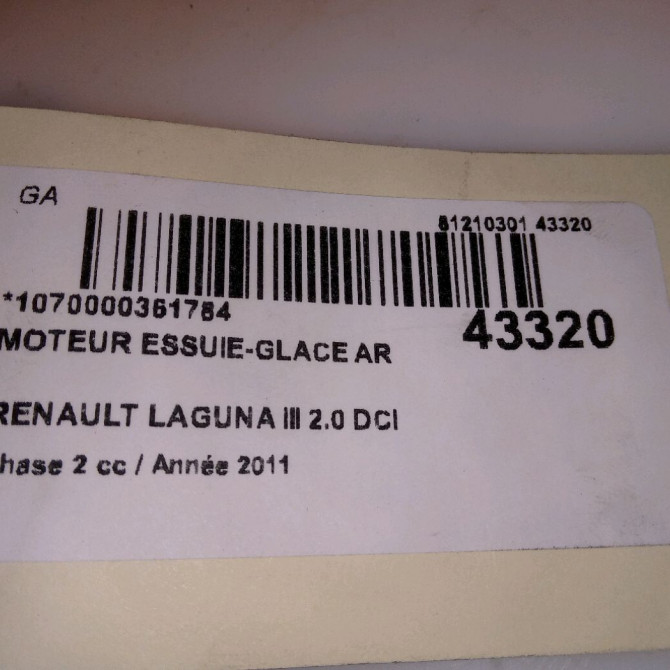 GA
81210301 43320
*1070000361784
43320
MOTEUR ESSUIE-GLACE AR
RENAULT LAGUNA III 2.0 DCI
hase 2 cc / Année 2011